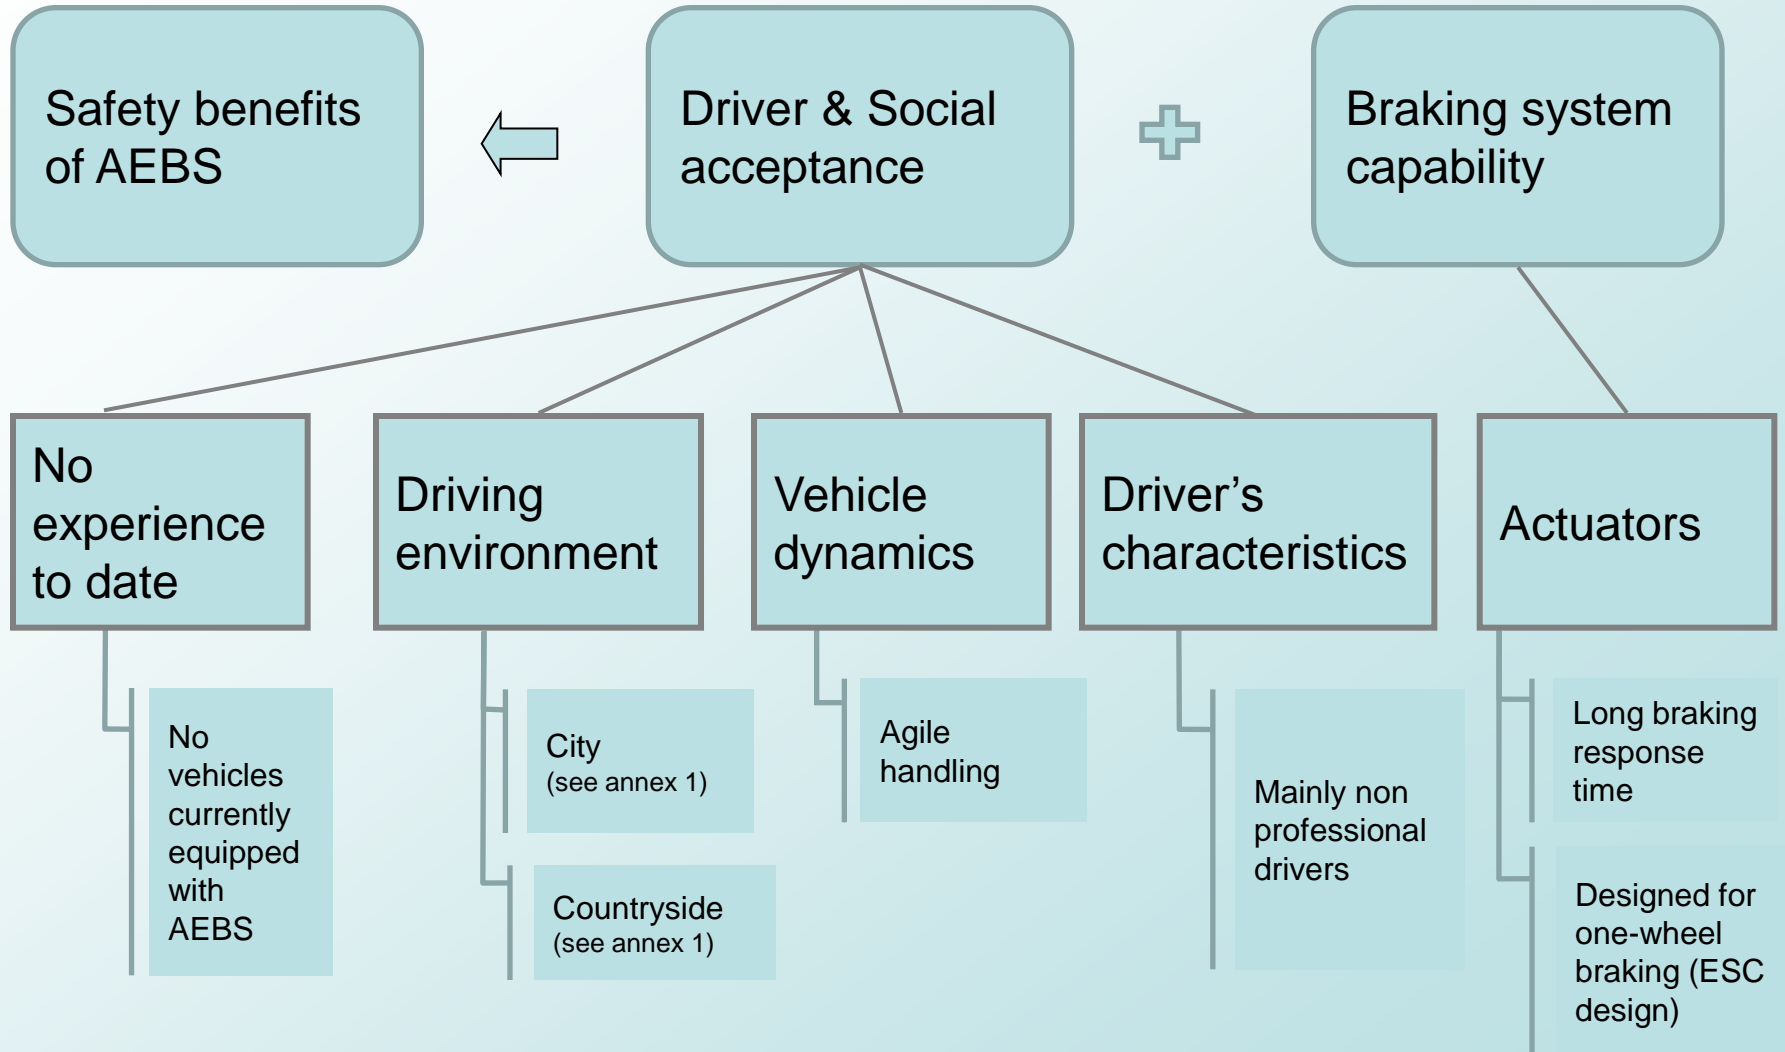 Safety benefits
of AEBS
Driver & Social
acceptance
Braking system
capability
No
experience
to date
Driving
environment
Vehicle
dynamics
Driver’s
characteristics
Actuators
No
vehicles
currently
equipped
with
AEBS
City
(see annex 1)
Countryside
(see annex 1)
Agile
handling
Mainly non
professional
drivers
Long braking
response
time
Designed for
one-wheel
braking (ESC
design)